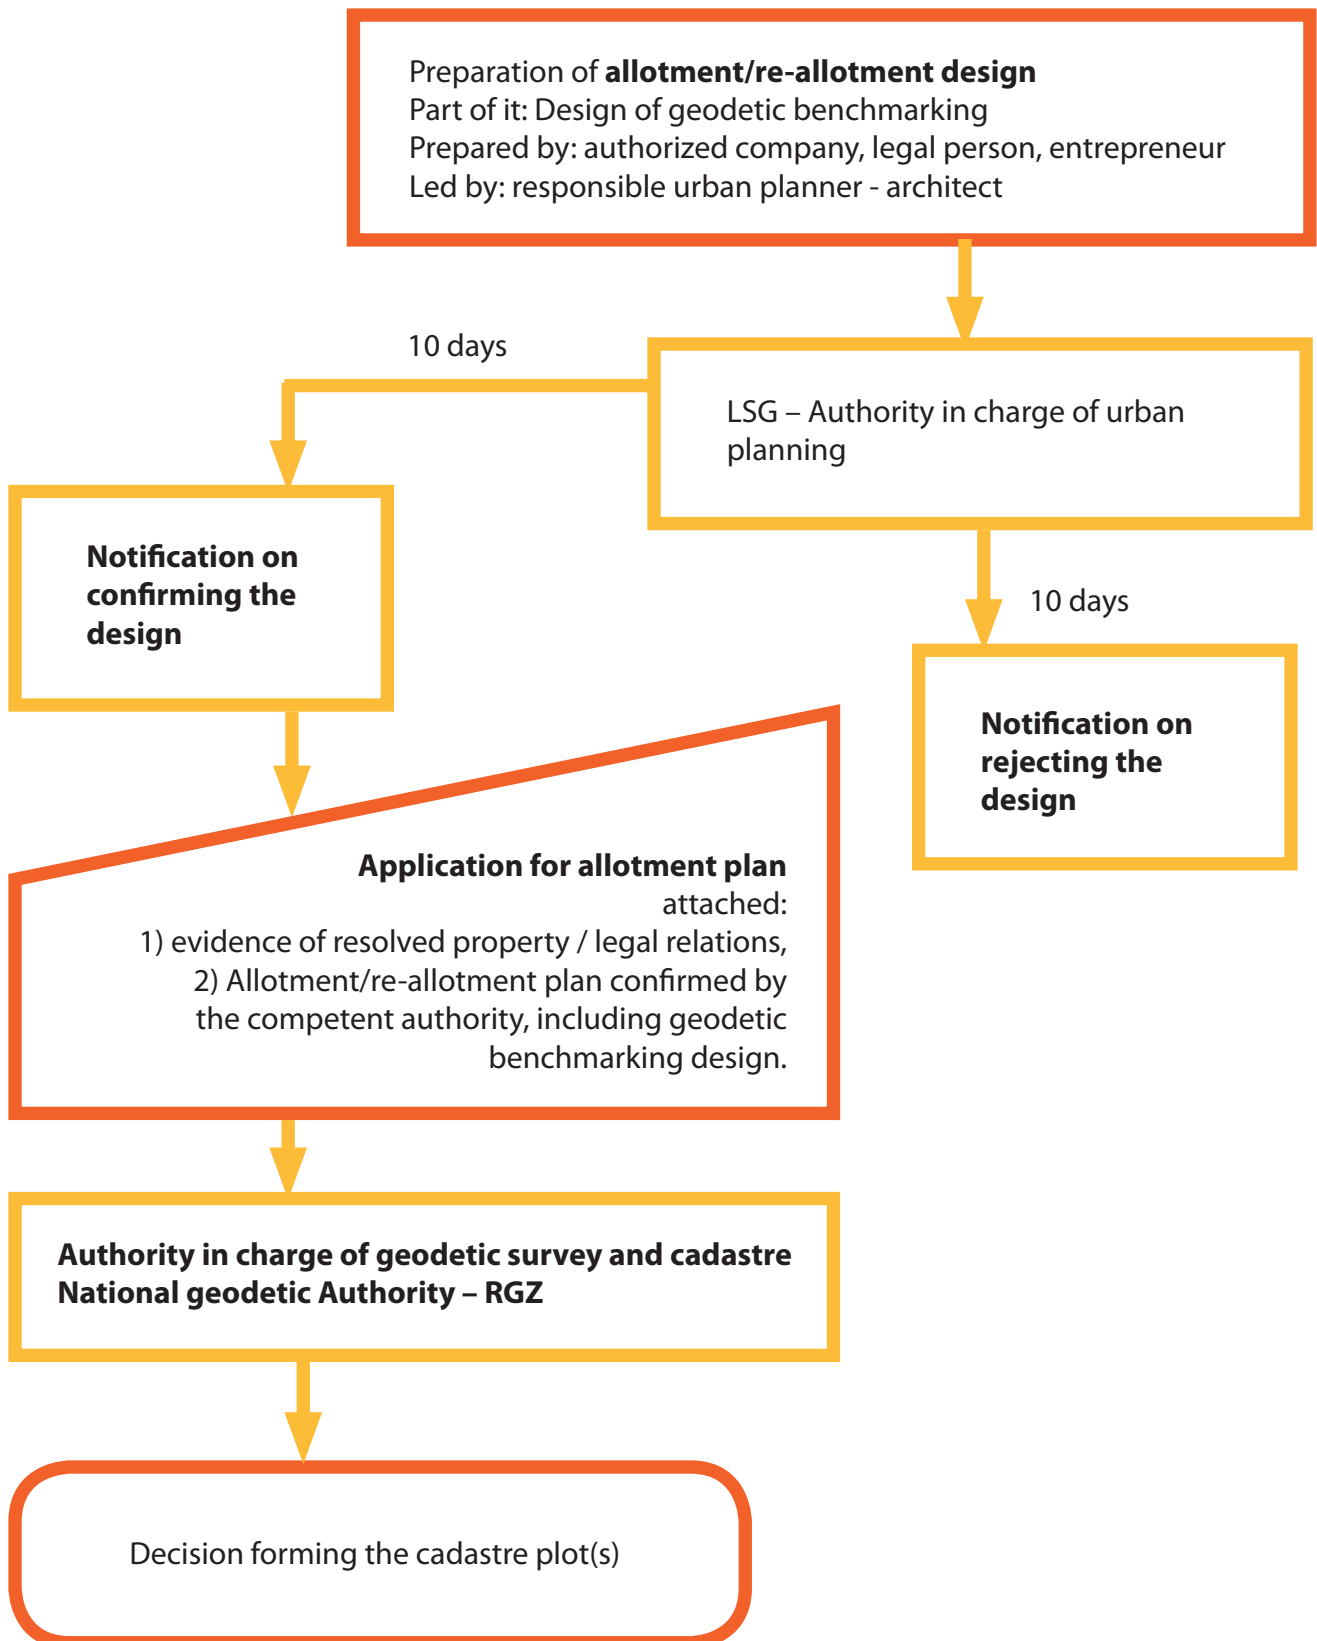 Preparation of allotment/re-allotment design
Part of it: Design of geodetic benchmarking
Prepared by: authorized company, legal person, entrepreneur
Led by: responsible urban planner - architect
10 days
LSG – Authority in charge of urban
planning
Notification on
confirming the
design
10 days
Notification on
rejecting the
design
Application for allotment plan
attached:
1) evidence of resolved property / legal relations,
2) Allotment/re-allotment plan confirmed by
the competent authority, including geodetic
benchmarking design.
Authority in charge of geodetic survey and cadastre
National geodetic Authority – RGZ
Decision forming the cadastre plot(s)